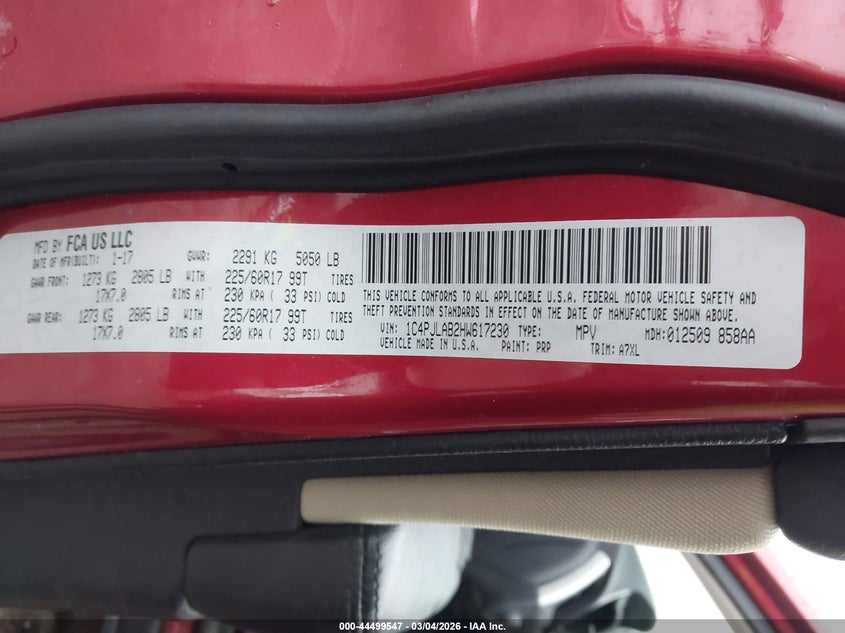 MFD BY FCA US LLC
DATE OF MFR(BUILT): 1-17 GVWR: 2291 KG 5050 LB
GAWR FRONT: 1273 KG 2805 LB WITH 225/60R17 99T TIRES
17X7.0 RIMS AT 230 KPA ( 33 PSI) COLD
GAWR REAR: 1273 KG 2805 LB WITH 225/60R17 99T TIRES
17X7.0 RIMS AT 230 KPA ( 33 PSI) COLD
THIS VEHICLE CONFORMS TO ALL APPLICABLE U.S.A. FEDERAL MOTOR VEHICLE SAFETY AND
THEFT PREVENTION STANDARDS IN EFFECT ON THE DATE OF MANUFACTURE SHOWN ABOVE.
VIN: 1C4PJLAB2HW617230 TYPE: MPV MDH:012509 858AA
VEHICLE MADE IN U.S.A. PAINT: PRP TRIM: A7XL
000-44499547 - 03/04/2026 - IAA Inc.